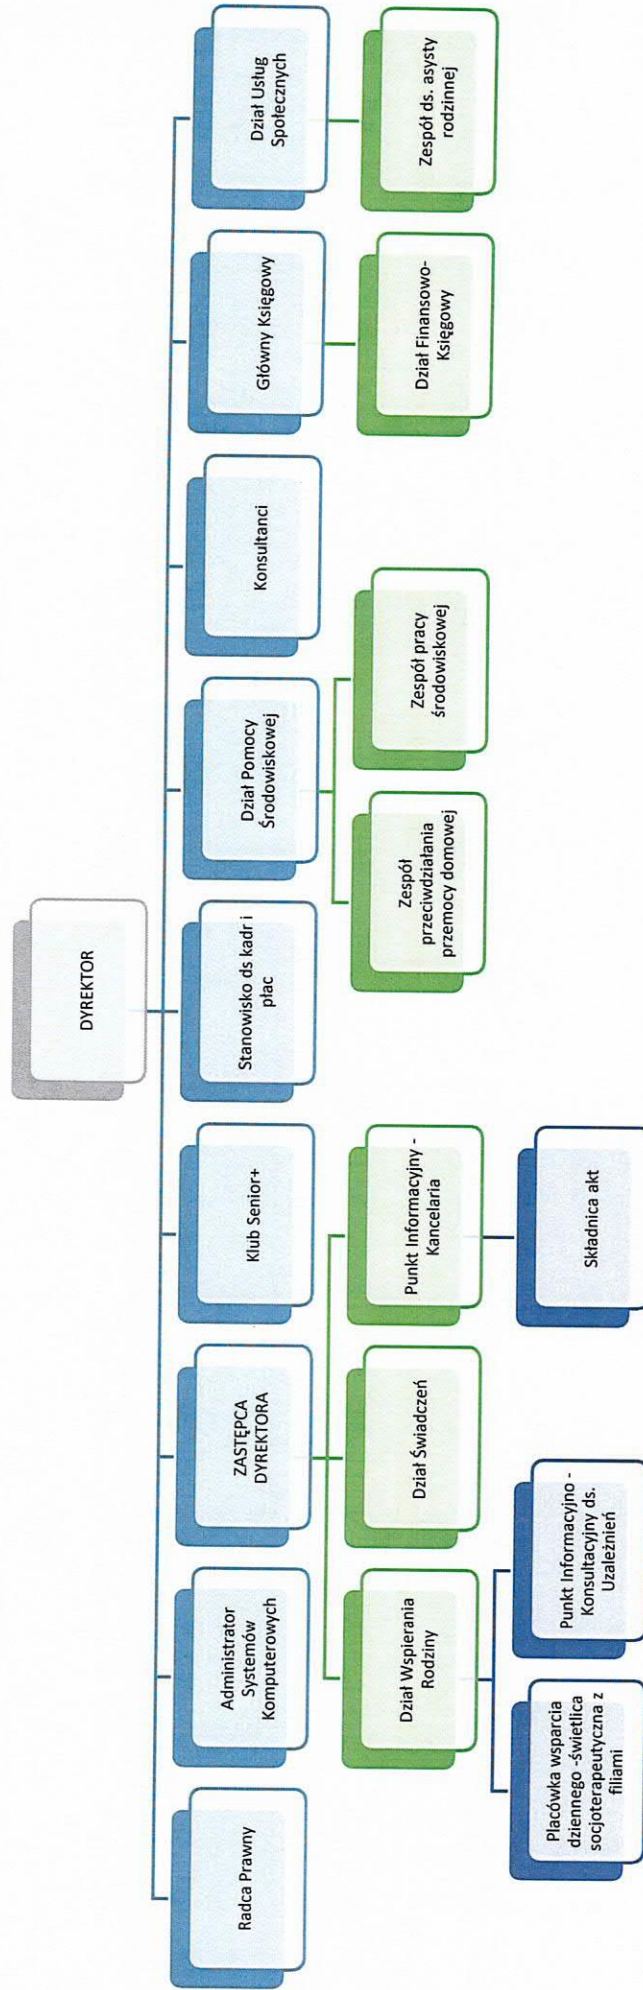 DYREKTOR
Radca Prawny
Administrator
Systemów
Komputerowych
ZASTĘPCA
DYREKTORA
Klub Senior+
Stanowisko ds kadr i
płac
Dział Pomocy
Środowiskowej
Konsultanci
Główny Księgowy
Dział Usług
Społecznych
Dział Wspierania
Rodziny
Dział Świadczeń
Punkt Informacyjny -
Kancelaria
Zespół
przeciwdziałania
przemocy domowej
Zespół pracy
środowiskowej
Dział Finansowo-
Księgowy
Zespół ds. asysty
rodzinnej
Placówka wsparcia
dziennego -świetlica
socjoterapeutyczna z
filiami
Punkt Informacyjno -
Konsultacyjny ds.
Uzależnień
Składnica akt